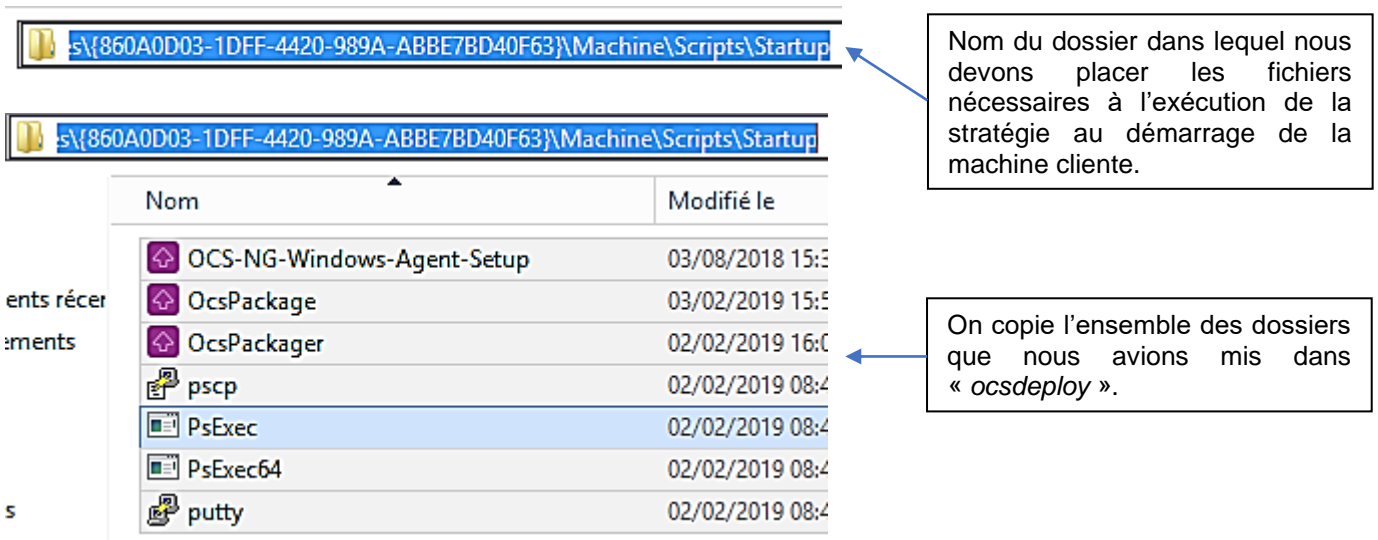 s\{860A0D03-1DFF-4420-989A-ABBE7BD40F63}\Machine\Scripts\Startup
Nom du dossier dans lequel nous
devons placer les fichiers
nécessaires à l’exécution de la
stratégie au démarrage de la
machine cliente.
s\{860A0D03-1DFF-4420-989A-ABBE7BD40F63}\Machine\Scripts\Startup
Nom Modifié le
OCS-NG-Windows-Agent-Setup 03/08/2018 15:3
ents récer OcsPackage 03/02/2019 15:5
ements OcsPackager 02/02/2019 16:0
pscp 02/02/2019 08:4
PsExec 02/02/2019 08:4
PsExec64 02/02/2019 08:4
s putty 02/02/2019 08:4
On copie l’ensemble des dossiers
que nous avions mis dans
« ocsdeploy ».